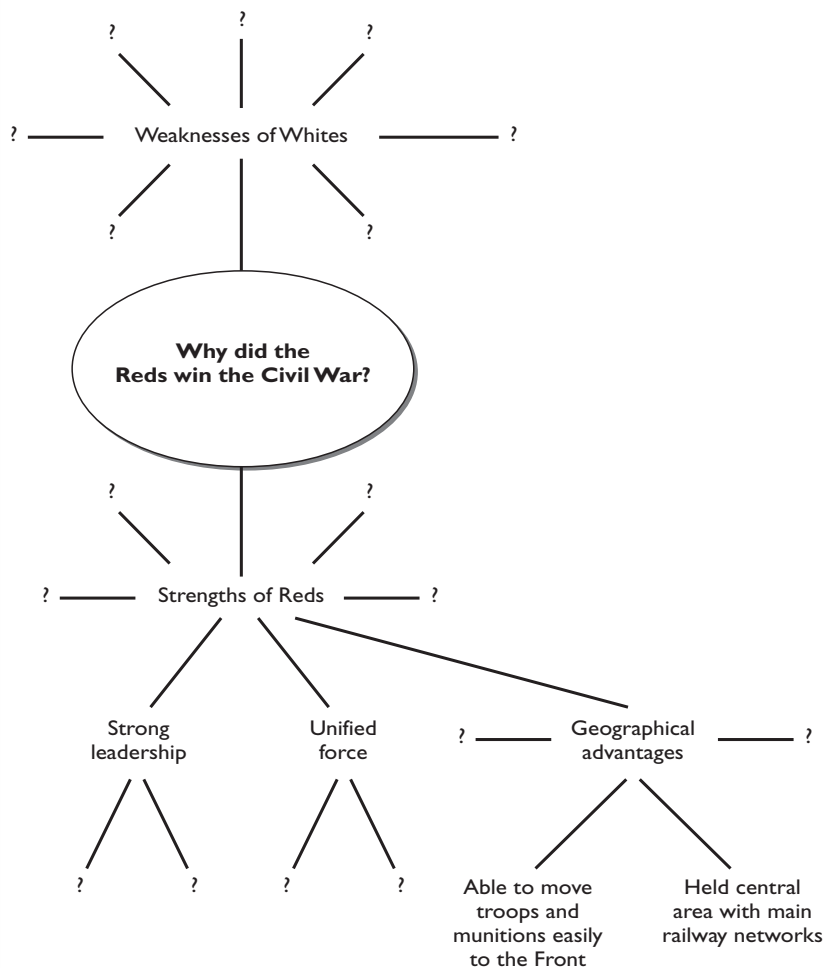 ?
? ?
? Weaknesses of Whites ?
? ?
Why did the
Reds win the Civil War?
? ?
? Strengths of Reds ?
Strong
leadership
? ?
Unified
force
? ?
? Geographical ?
advantages
Able to move
troops and
munitions easily
to the Front
Held central
area with main
railway networks